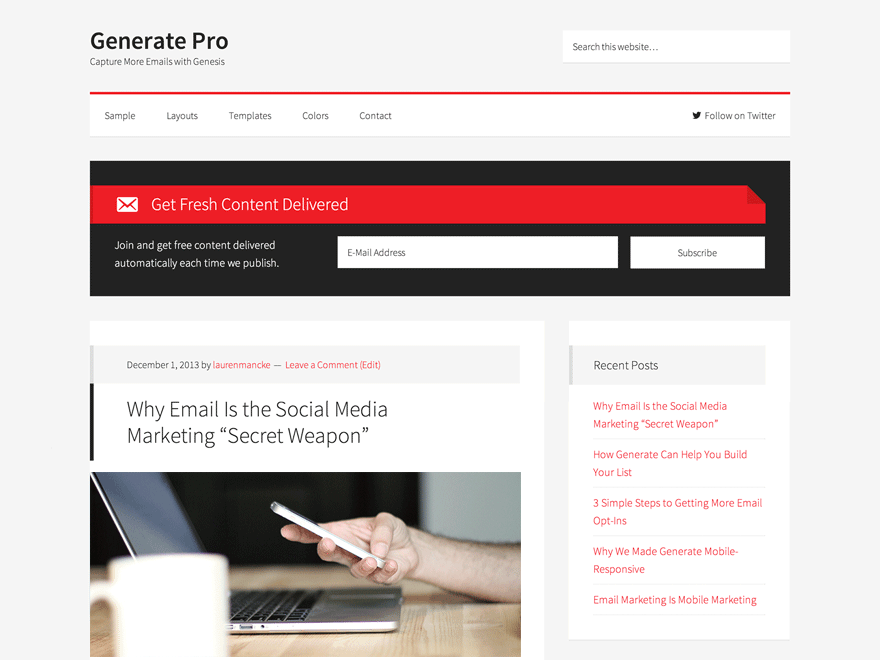 Generate Pro
Capture More Emails with Genesis
Search this website…
Sample
Layouts
Templates
Colors
Contact
Follow on Twitter
Get Fresh Content Delivered
Join and get free content delivered
automatically each time we publish.
E-Mail Address
Subscribe
December 1, 2013 by laurenmancke — Leave a Comment (Edit)
Why Email Is the Social Media
Marketing “Secret Weapon”
Recent Posts
Why Email Is the Social Media
Marketing “Secret Weapon”
How Generate Can Help You Build
Your List
3 Simple Steps to Getting More Email
Opt-Ins
Why We Made Generate Mobile-
Responsive
Email Marketing Is Mobile Marketing